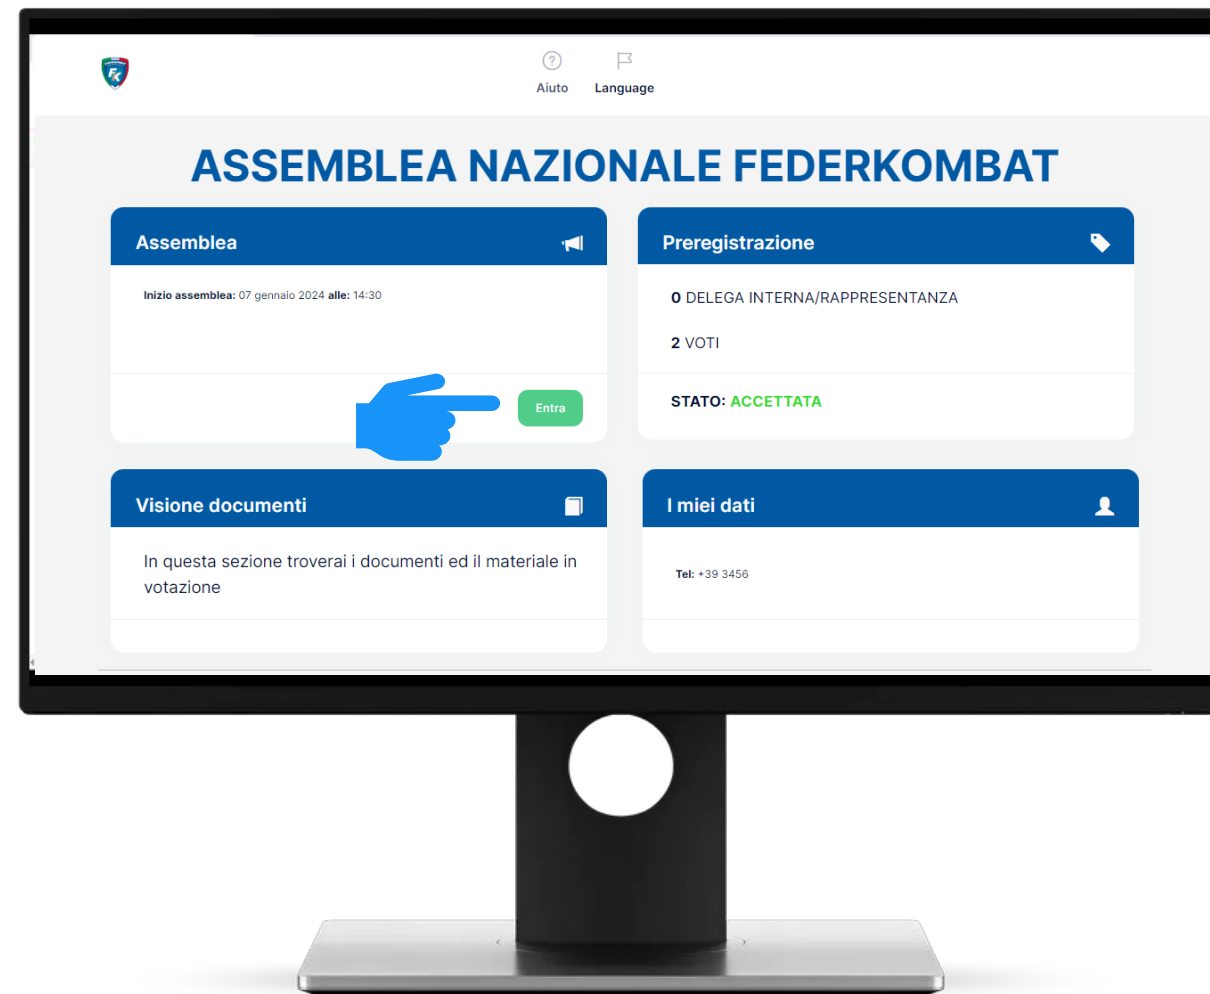 FK
Aiuto
Language
ASSEMBLEA NAZIONALE FEDERKOMBAT
Assemblea
Inizio assemblea: 07 gennaio 2024 alle: 14:30
Entra
Preregistrazione
0 DELEGA INTERNA/RAPPRESENTANZA
2 VOTI
STATO: ACCETTATA
Visione documenti
In questa sezione troverai i documenti ed il materiale in
votazione
I miei dati
Tel: +39 3456